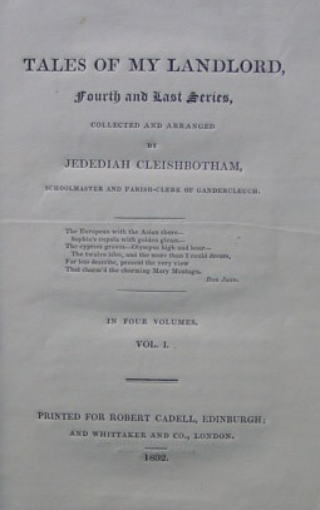 TALES OF MY LANDLORD,
Fourth and Last Series,
COLLECTED AND ARRANGED
BY
JEDEDIAH CLEISHBOTHAM,
SCHOOLMASTER AND PARISH-CLERK OF GANDERCLEUCH.
The European with the Asian shore—
Sophia's cupola with golden gleam—
The cypress groves—Olympus high and hoar—
The twelve isles, and the more than I could dream,
Far less describe, present the very view
That charm'd the charming Mary Montagu.
Don Juan.
IN FOUR VOLUMES.
VOL. I.
PRINTED FOR ROBERT CADELL, EDINBURGH;
AND WHITTAKER AND CO., LONDON.
1832.